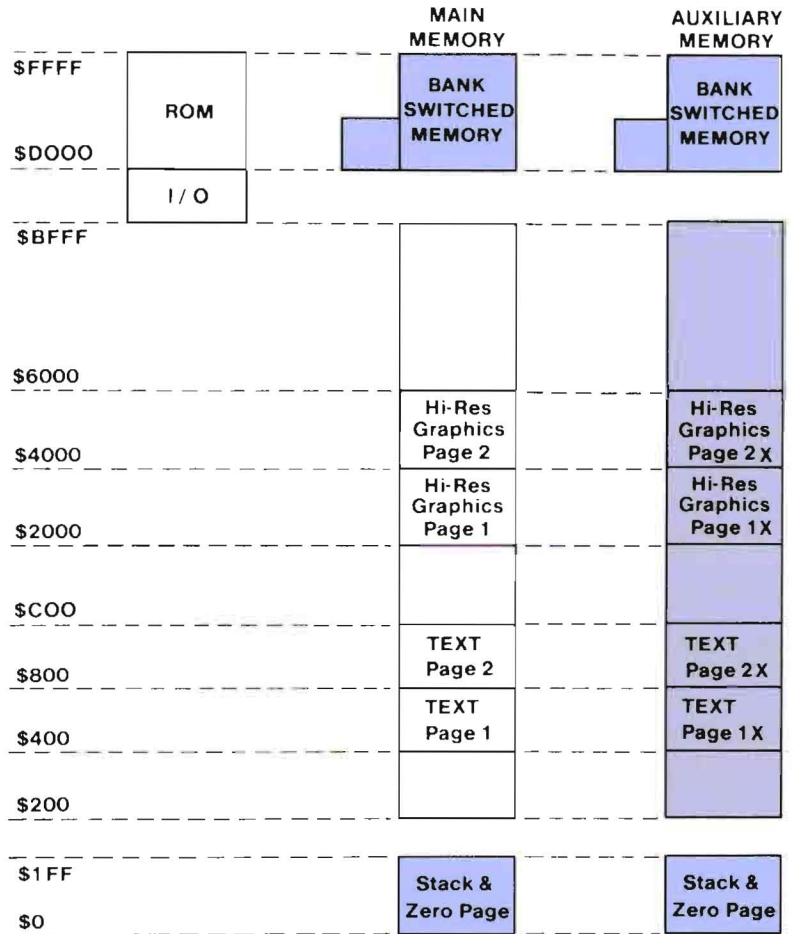 MAIN
MEMORY
AUXILIARY
MEMORY
$FFFF
ROM
BANK
SWITCHED
MEMORY
BANK
SWITCHED
MEMORY
$DOOO
I/O
$BFFF
$6000
Hi-Res
Graphics
Page 2
Hi-Res
Graphics
Page 2X
$4000
Hi-Res
Graphics
Page 1
Hi-Res
Graphics
Page 1X
$2000
$COO
TEXT
Page 2
TEXT
Page 2X
$800
TEXT
Page 1
TEXT
Page 1X
$400
$200
$1FF
Stack &
Zero Page
Stack &
Zero Page
$0